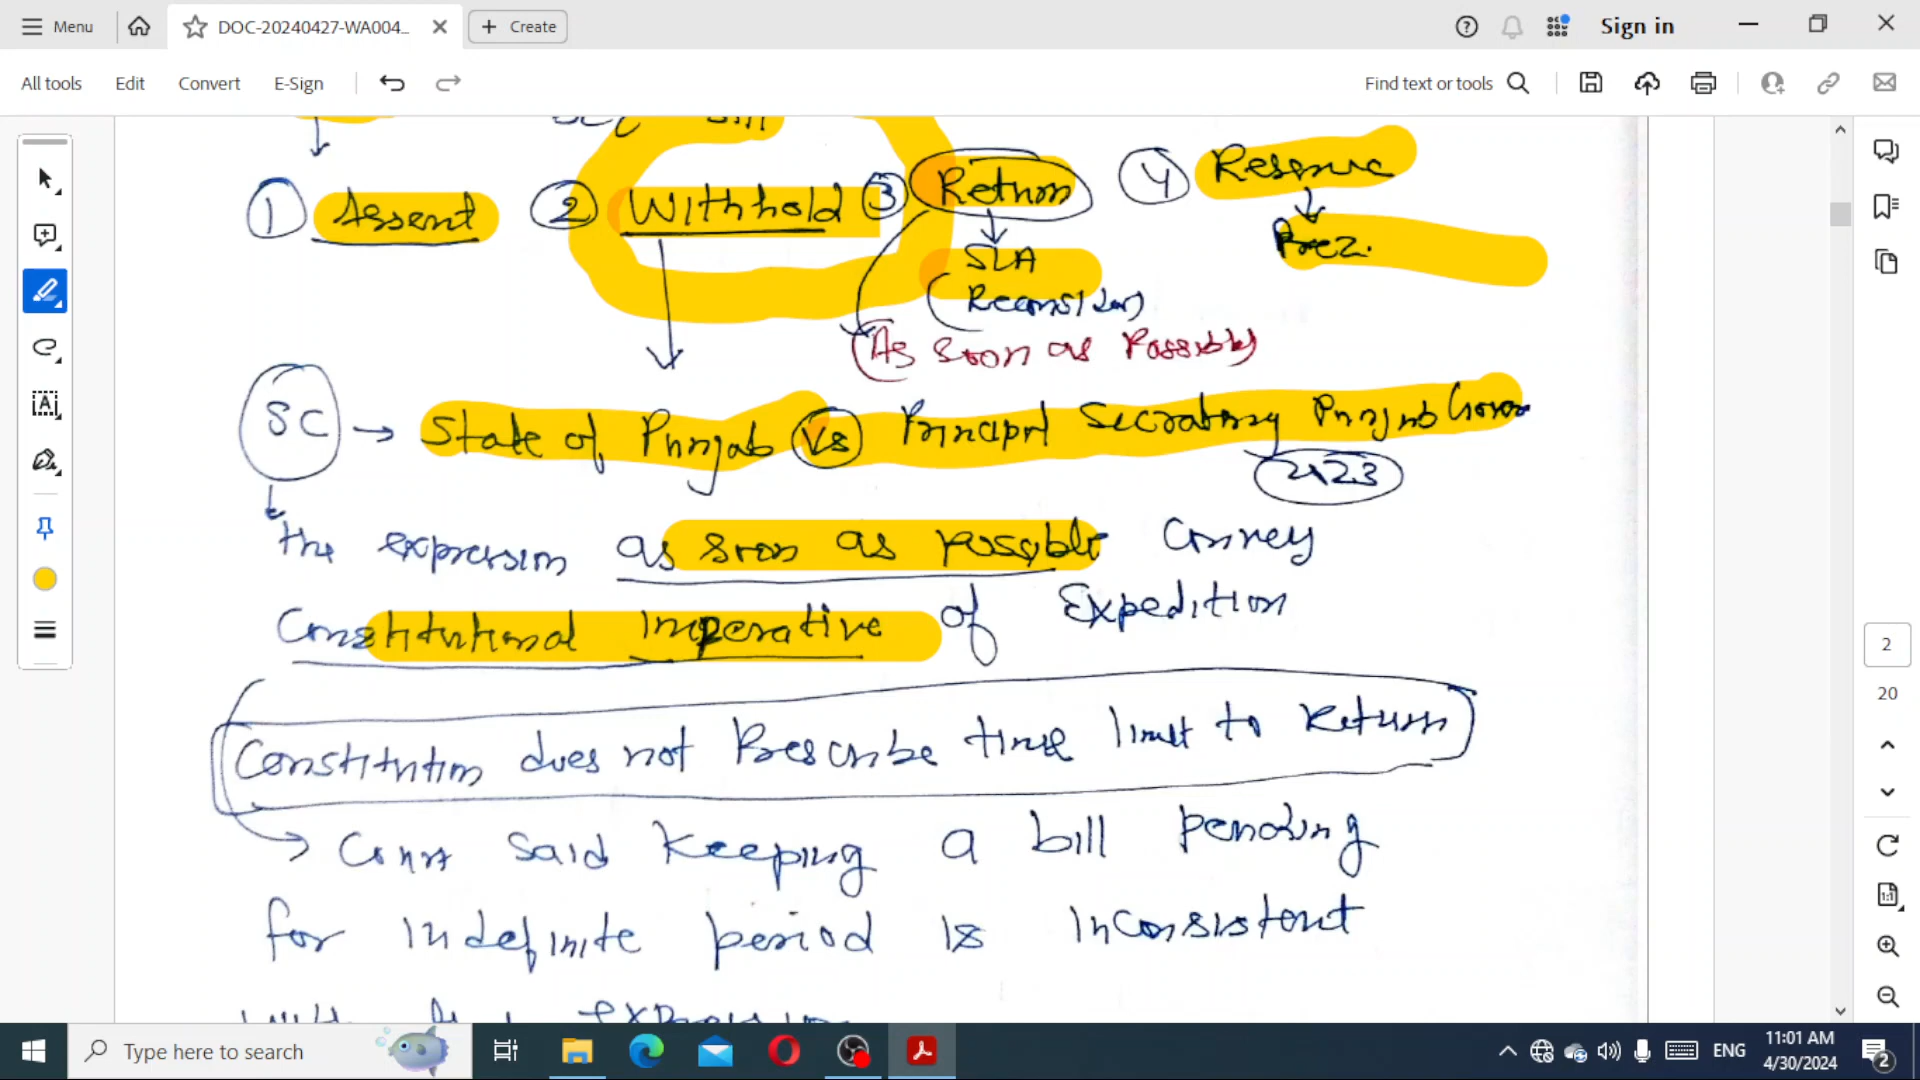 Menu DOC-20240427-WA004... Create Sign in
All tools Edit Convert E-Sign Find text or tools
Bill
① Assent ② Withhold ③ Return ④ Reserve
SLA
Prez.
Reconsider
(As soon as Possible)
SC → State of Punjab Vs Principal Secretary Punjab Governor
2023
the expression as soon as possible Convey
Constitutional Imperative of Expedition
Constitution does not Prescribe time limit to Return
→ Court said Keeping a bill pending
for indefinite period is inconsistent
expression
2
20
Type here to search ENG 11:01 AM
4/30/2024
2